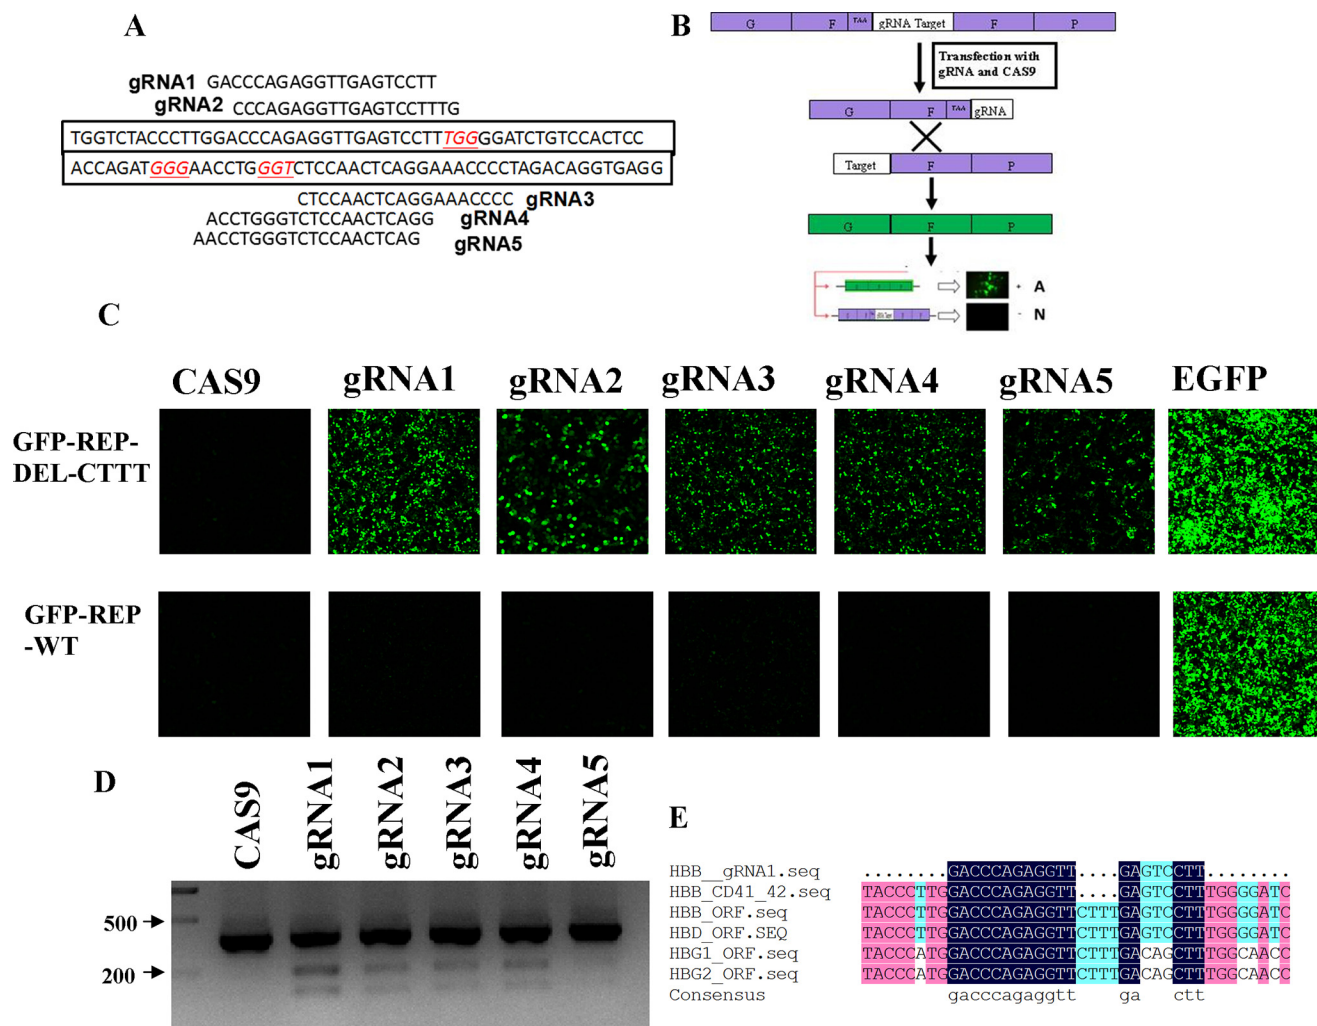 A
gRNA1 GACCCAGAGGTTGAGTCCTT
gRNA2 CCCAGAGGTTGAGTCCTTTG
TGGTCTACCCTTGGACCCAGAGGTTGAGTCCTTTGGGGATCTGTCCACTCC
ACCAGATGGGAACCTGGGTCTCCAACTCAGGAAACCCCTAGACAGGTGAGG
CTCCAACTCAGGAAACCCC gRNA3
ACCTGGGTCTCCAACTCAGG gRNA4
AACCTGGGTCTCCAACTCAG gRNA5
B
G F TAA gRNA Target F P
Transfection with
gRNA and CAS9
G F TAA gRNA
Target F P
G F P
+ A
- N
C
CAS9 gRNA1 gRNA2 gRNA3 gRNA4 gRNA5 EGFP
GFP-REP-
DEL-CTTT
GFP-REP
-WT
D
CAS9 gRNA1 gRNA2 gRNA3 gRNA4 gRNA5
500
200
E
HBB__gRNA1.seq ........GACCCAGAGGTT....GAGTCCTT........
HBB_CD41_42.seq TACCCTTGGACCCAGAGGTT....GAGTCCTTTGGGGATC
HBB_ORF.seq TACCCTTGGACCCAGAGGTTCTTTGAGTCCTTTGGGGATC
HBD_ORF.SEQ TACCCTTGGACCCAGAGGTTCTTTGAGTCCTTTGGGGATC
HBG1_ORF.seq TACCCATGGACCCAGAGGTTCTTTGACAGCTTTGGCAACC
HBG2_ORF.seq TACCCATGGACCCAGAGGTTCTTTGACAGCTTTGGCAACC
Consensus gacccagaggtt ga ctt